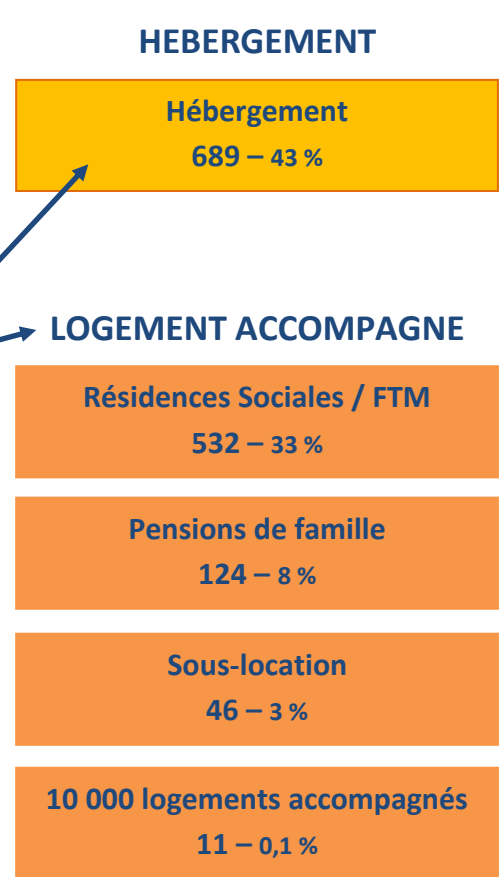 HEBERGEMENT
Hébergement
689 – 43 %
LOGEMENT ACCOMPAGNE
Résidences Sociales / FTM
532 – 33 %
Pensions de famille
124 – 8 %
Sous-location
46 – 3 %
10 000 logements accompagnés
11 – 0,1 %